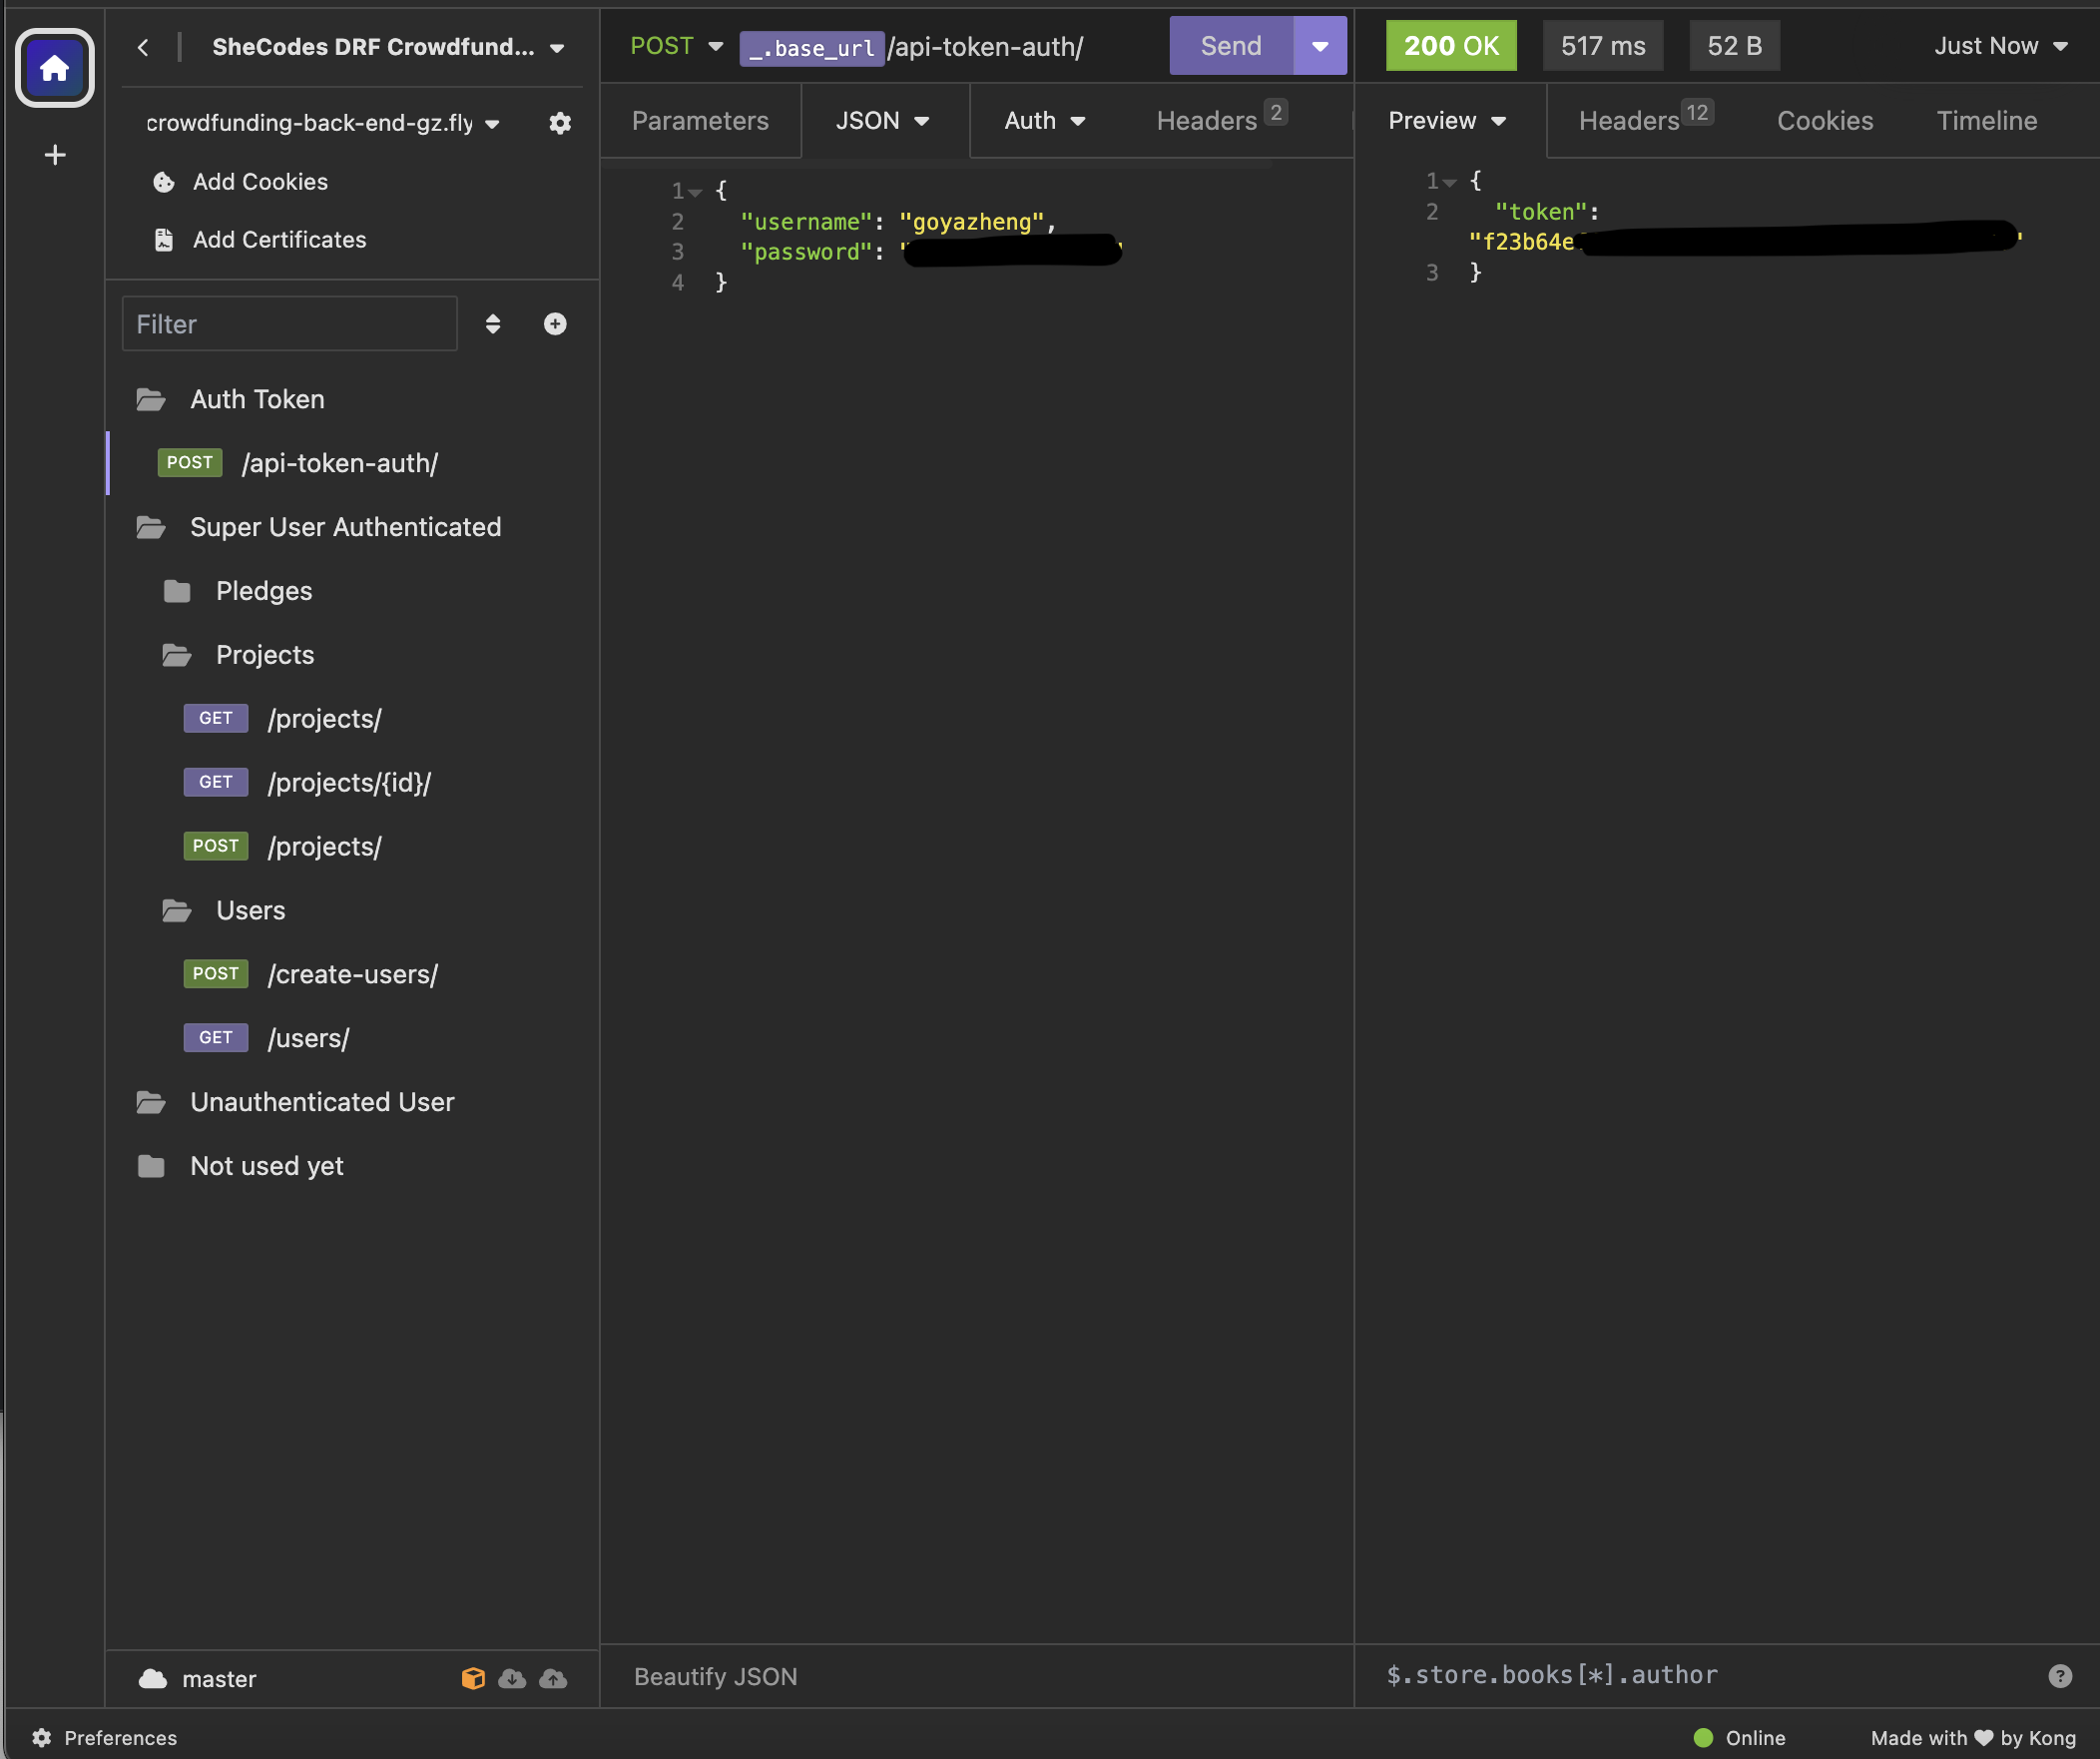 SheCodes DRF Crowdfund...
crowdfunding-back-end-gz.fly
Add Cookies
Add Certificates
Filter
Auth Token
POST /api-token-auth/
Super User Authenticated
Pledges
Projects
GET /projects/
GET /projects/{id}/
POST /projects/
Users
POST /create-users/
GET /users/
Unauthenticated User
Not used yet
master
POST _.base_url/api-token-auth/ Send
Parameters JSON Auth Headers 2
1 {
2 "username": "goyazheng",
3 "password": "
4 }
Beautify JSON
200 OK 517 ms 52 B Just Now
Preview Headers 12 Cookies Timeline
1 {
2 "token":
"f23b64e
3 }
$.store.books[*].author
Preferences
Online Made with ♥ by Kong